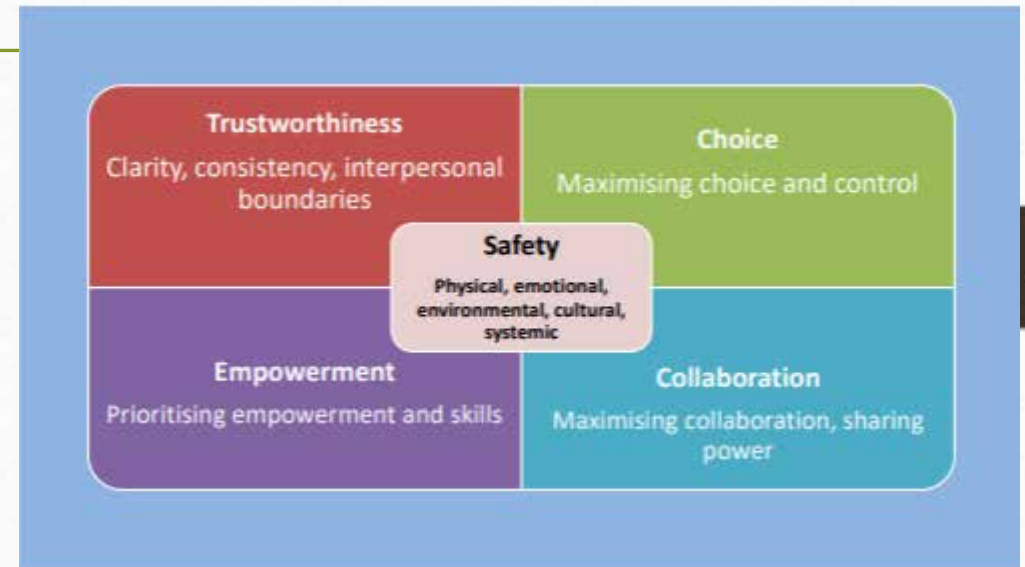 Trustworthiness
Clarity, consistency, interpersonal
boundaries
Choice
Maximising choice and control
Safety
Physical, emotional,
environmental, cultural,
systemic
Empowerment
Prioritising empowerment and skills
Collaboration
Maximising collaboration, sharing
power